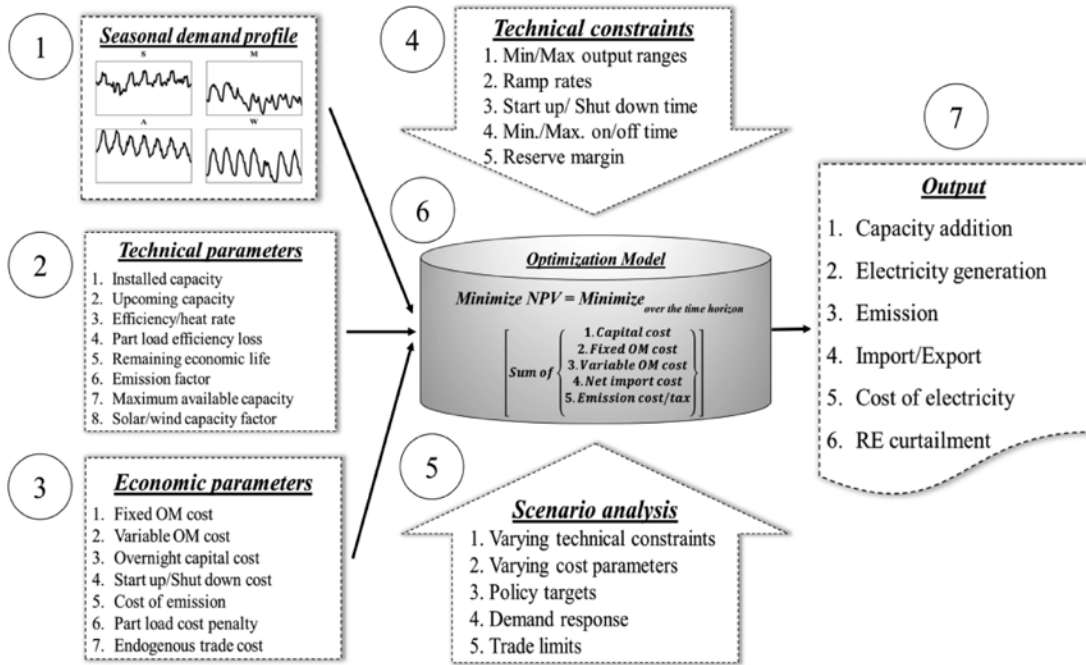 1
Seasonal demand profile
S
M
A
W
2
Technical parameters
1. Installed capacity
2. Upcoming capacity
3. Efficiency/heat rate
4. Part load efficiency loss
5. Remaining economic life
6. Emission factor
7. Maximum available capacity
8. Solar/wind capacity factor
3
Economic parameters
1. Fixed OM cost
2. Variable OM cost
3. Overnight capital cost
4. Start up/Shut down cost
5. Cost of emission
6. Part load cost penalty
7. Endogenous trade cost
4
Technical constraints
1. Min/Max output ranges
2. Ramp rates
3. Start up/ Shut down time
4. Min./Max. on/off time
5. Reserve margin
5
Scenario analysis
1. Varying technical constraints
2. Varying cost parameters
3. Policy targets
4. Demand response
5. Trade limits
6
Optimization Model
Minimize NPV = Minimize over the time horizon
Sum of
1. Capital cost
2. Fixed OM cost
3. Variable OM cost
4. Net import cost
5. Emission cost/tax
7
Output
1. Capacity addition
2. Electricity generation
3. Emission
4. Import/Export
5. Cost of electricity
6. RE curtailment